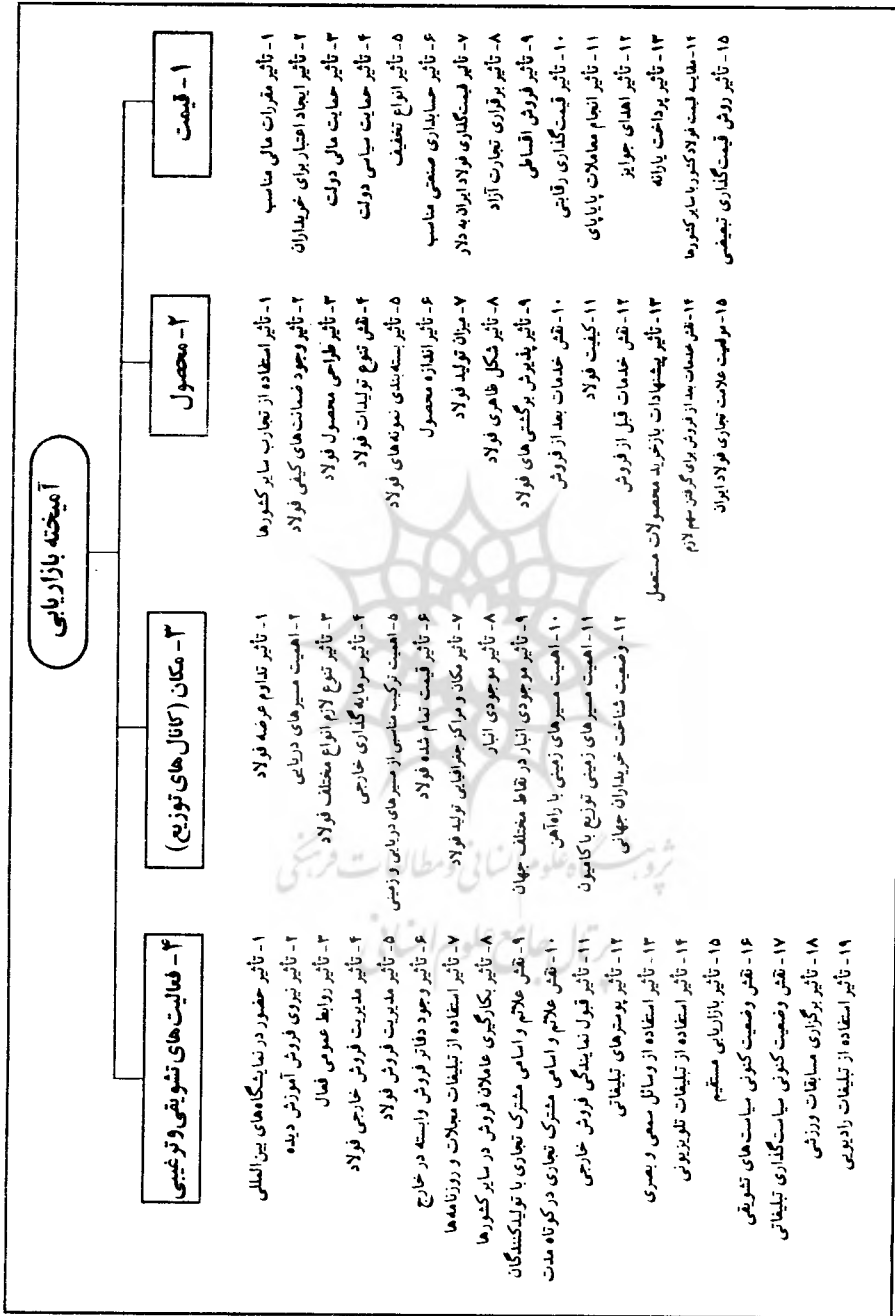 آمیخته بازاریابی
۱- قیمت
۱- تأثیر مقررات مالی مناسب
۲- تأثیر ایجاد اعتبار برای خریداران
۳- تأثیر حمایت مالی دولت
۴- تأثیر حمایت سیاسی دولت
۵- تأثیر انواع تخفیف
۶- تأثیر حسابداری صنعتی مناسب
۷- تأثیر قیمت‌گذاری فولاد ایران به دلار
۸- تأثیر برقراری تجارت آزاد
۹- تأثیر فروش اقساطی
۱۰- تأثیر قیمت‌گذاری رقابتی
۱۱- تأثیر انجام معاملات پایاپای
۱۲- تأثیر اهدای جوایز
۱۳- تأثیر پرداخت یارانه
۱۴- مقایسه قیمت فولاد کشور با سایر کشورها
۱۵- تأثیر روش قیمت‌گذاری تبعیضی
۲- محصول
۱- تأثیر استفاده از تجارب سایر کشورها
۲- تأثیر وجود ضمانت‌های کیفی فولاد
۳- تأثیر طراحی محصول فولاد
۴- نقش تنوع تولیدات فولاد
۵- تأثیر بسته‌بندی نمونه‌های فولاد
۶- تأثیر اندازه محصول
۷- میزان تولید فولاد
۸- تأثیر شکل ظاهری فولاد
۹- تأثیر پذیرش برگشتی‌های فولاد
۱۰- نقش خدمات بعد از فروش
۱۱- کیفیت فولاد
۱۲- نقش خدمات قبل از فروش
۱۳- تأثیر پیشنهادات بازخرید محصولات مستعمل
۱۴- نقش خدمات بعد از فروش برای گرفتن سهم لازم
۱۵- موقعیت علامت تجاری فولاد ایران
۳- مکان (کانال‌های توزیع)
۱- تأثیر تداوم عرضه فولاد
۲- اهمیت مسیرهای دریایی
۳- تأثیر تنوع لازم انواع مختلف فولاد
۴- تأثیر سرمایه گذاری خارجی
۵- اهمیت ترکیب مناسبی از مسیرهای دریایی و زمینی
۶- تأثیر قیمت تمام شده فولاد
۷- تأثیر مکان و مراکز جغرافیایی تولید فولاد
۸- تأثیر موجودی انبار
۹- تأثیر موجودی انبار در نقاط مختلف جهان
۱۰- اهمیت مسیرهای زمینی با راه‌آهن
۱۱- اهمیت مسیرهای زمینی توزیع با کامیون
۱۲- وضعیت شناخت خریداران جهانی
۴- فعالیت‌های تشویقی و ترغیبی
۱- تأثیر حضور در نمایشگاه‌های بین‌المللی
۲- تأثیر نیروی فروش آموزش دیده
۳- تأثیر روابط عمومی فعال
۴- تأثیر مدیریت فروش خارجی فولاد
۵- تأثیر مدیریت فروش فولاد
۶- تأثیر وجود دفاتر فروش وابسته در خارج
۷- تأثیر استفاده از تبلیغات مجلات و روزنامه‌ها
۸- تأثیر بکارگیری عاملان فروش در سایر کشورها
۹- نقش علائم و اسامی مشترک تجاری با تولیدکنندگان
۱۰- نقش علائم و اسامی مشترک تجاری در کوتاه مدت
۱۱- تأثیر قبول نمایندگی فروش خارجی
۱۲- تأثیر پوسترهای تبلیغاتی
۱۳- تأثیر استفاده از وسائل سمعی و بصری
۱۴- تأثیر استفاده از تبلیغات تلویزیونی
۱۵- تأثیر بازاریابی مستقیم
۱۶- نقش وضعیت کنونی سیاست‌های تشویقی
۱۷- نقش وضعیت کنونی سیاست‌گذاری تبلیغاتی
۱۸- تأثیر برگزاری مسابقات ورزشی
۱۹- تأثیر استفاده از تبلیغات رادیویی
پژوهشگاه علوم انسانی و مطالعات فرهنگی
پرتال جامع علوم انسانی